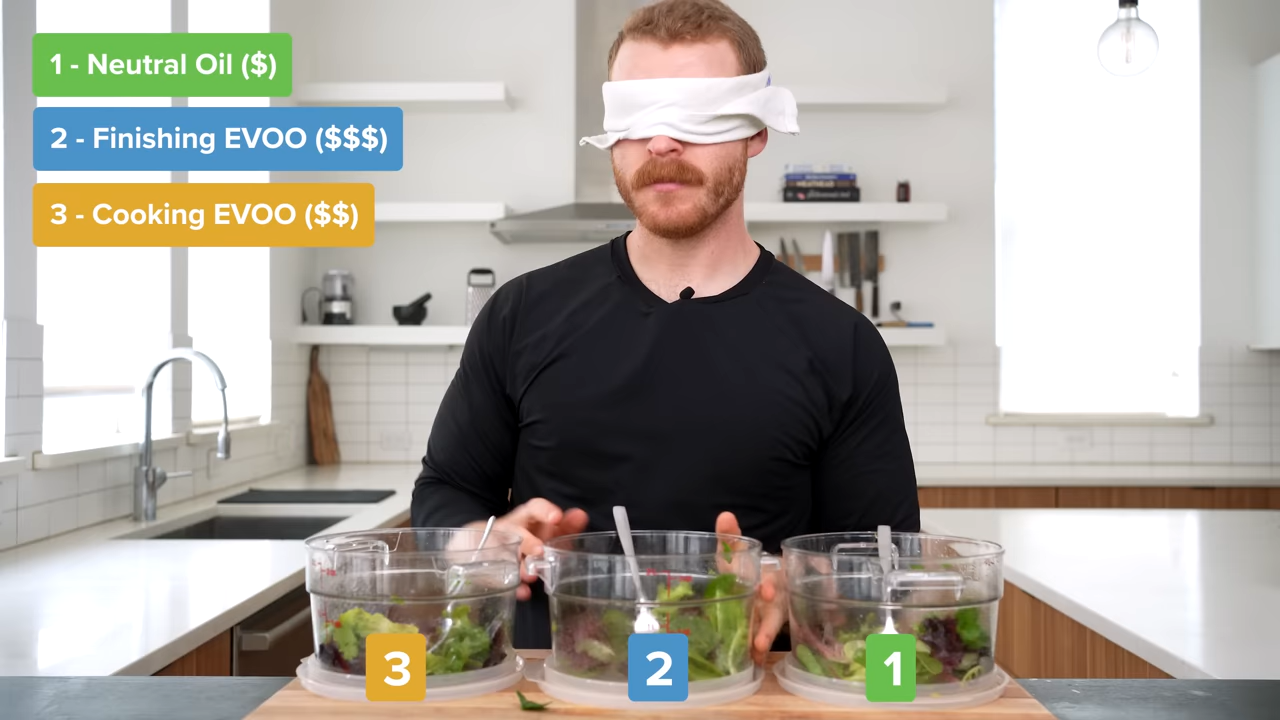 1 - Neutral Oil ($)
2 - Finishing EVOO ($$$)
3 - Cooking EVOO ($$)
3
2
1